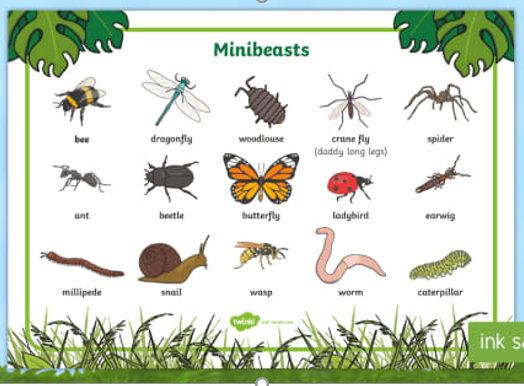 Minibeasts
bee dragonfly woodlouse crane fly spider
(daddy long legs)
ant beetle butterfly ladybird earwig
millipede snail wasp worm caterpillar
twinkl
ink s